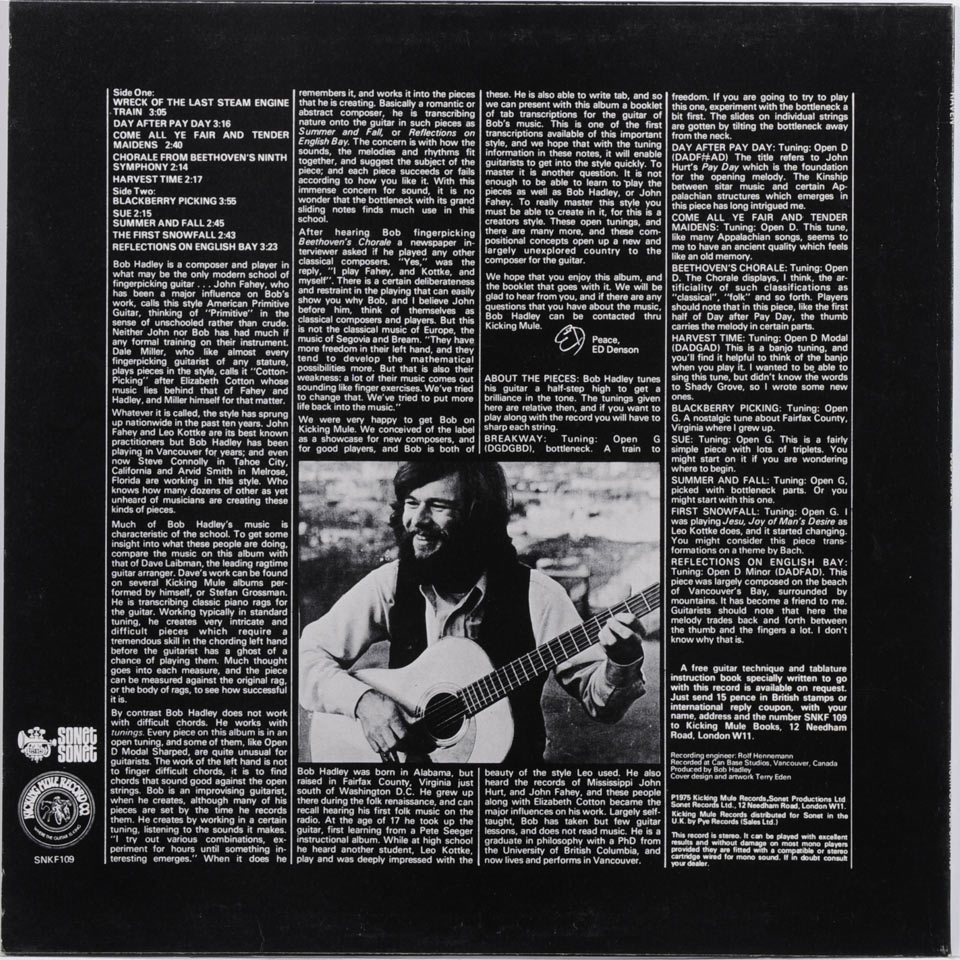 Side One:
WRECK OF THE LAST STEAM ENGINE
TRAIN 3:05
DAY AFTER PAY DAY 3:16
COME ALL YE FAIR AND TENDER
MAIDENS 2:40
CHORALE FROM BEETHOVEN'S NINTH
SYMPHONY 2:14
HARVEST TIME 2:17
Side Two:
BLACKBERRY PICKING 3:55
SUE 2:15
SUMMER AND FALL 2:45
THE FIRST SNOWFALL 2:43
REFLECTIONS ON ENGLISH BAY 3:23
Bob Hadley is a composer and player in
what may be the only modern school of
fingerpicking guitar . . . John Fahey, who
has been a major influence on Bob's
work, calls this style American Primitive
Guitar, thinking of "Primitive" in the
sense of unschooled rather than crude.
Neither John nor Bob has had much if
any formal training on their instrument.
Dale Miller, who like almost every
fingerpicking guitarist of any stature,
plays pieces in the style, calls it "Cotton-
Picking" after Elizabeth Cotton whose
music lies behind that of Fahey and
Hadley, and Miller himself for that matter.
Whatever it is called, the style has sprung
up nationwide in the past ten years. John
Fahey and Leo Kottke are its best known
practitioners but Bob Hadley has been
playing in Vancouver for years; and even
now Steve Connolly in Tahoe City,
California and Arvid Smith in Melrose,
Florida are working in this style. Who
knows how many dozens of other as yet
unheard of musicians are creating these
kinds of pieces.
Much of Bob Hadley's music is
characteristic of the school. To get some
insight into what these people are doing,
compare the music on this album with
that of Dave Laibman, the leading ragtime
guitar arranger. Dave's work can be found
on several Kicking Mule albums per-
formed by himself, or Stefan Grossman.
He is transcribing classic piano rags for
the guitar. Working typically in standard
tuning, he creates very intricate and
difficult pieces which require a
tremendous skill in the chording left hand
before the guitarist has a ghost of a
chance of playing them. Much thought
goes into each measure, and the piece
can be measured against the original rag,
or the body of rags, to see how successful
it is.
By contrast Bob Hadley does not work
with difficult chords. He works with
tunings. Every piece on this album is in an
open tuning, and some of them, like Open
D Modal Sharped, are quite unusual for
guitarists. The work of the left hand is not
to finger difficult chords, it is to find
chords that sound good against the open
strings. Bob is an improvising guitarist,
when he creates, although many of his
pieces are set by the time he records
them. He creates by working in a certain
tuning, listening to the sounds it makes.
"I try out various combinations, ex-
periment for hours until something in-
teresting emerges." When it does he
remembers it, and works it into the pieces
that he is creating. Basically a romantic or
abstract composer, he is transcribing
nature onto the guitar in such pieces as
Summer and Fall, or Reflections on
English Bay. The concern is with how the
sounds, the melodies and rhythms fit
together, and suggest the subject of the
piece; and each piece succeeds or fails
according to how you like it. With this
immense concern for sound, it is no
wonder that the bottleneck with its grand
sliding notes finds much use in this
school.
After hearing Bob fingerpicking
Beethoven's Chorale a newspaper in-
terviewer asked if he played any other
classical composers. "Yes," was the
reply, "I play Fahey, and Kottke, and
myself". There is a certain deliberateness
and restraint in the playing that can easily
show you why Bob, and I believe John
before him, think of themselves as
classical composers and players. But this
is not the classical music of Europe, the
music of Segovia and Bream. "They have
more freedom in their left hand, and they
tend to develop the mathematical
possibilities more. But that is also their
weakness: a lot of their music comes out
sounding like finger exercises. We've tried
to change that. We've tried to put more
life back into the music."
We were very happy to get Bob on
Kicking Mule. We conceived of the label
as a showcase for new composers, and
for good players, and Bob is both of
these. He is also able to write tab, and so
we can present with this album a booklet
of tab transcriptions for the guitar of
Bob's music. This is one of the first
transcriptions available of this important
style, and we hope that with the tuning
information in these notes, it will enable
guitarists to get into the style quickly. To
master it is another question. It is not
enough to be able to learn to play the
pieces as well as Bob Hadley, or John
Fahey. To really master this style you
must be able to create in it, for this is a
creators style. These open tunings, and
there are many more, and these com-
positional concepts open up a new and
largely unexplored country to the
composer for the guitar.
We hope that you enjoy this album, and
the booklet that goes with it. We will be
glad to hear from you, and if there are any
questions that you have about the music,
Bob Hadley can be contacted thru
Kicking Mule.
Peace,
ED Denson
ABOUT THE PIECES: Bob Hadley tunes
his guitar a half-step high to get a
brilliance in the tone. The tunings given
here are relative then, and if you want to
play along with the record you will have to
sharp each string.
BREAKWAY: Tuning: Open G
(DGDGBD), bottleneck. A train to
freedom. If you are going to try to play
this one, experiment with the bottleneck a
bit first. The slides on individual strings
are gotten by tilting the bottleneck away
from the neck.
DAY AFTER PAY DAY: Tuning: Open D
(DADF#AD) The title refers to John
Hurt's Pay Day which is the foundation
for the opening melody. The Kinship
between sitar music and certain Ap-
palachian structures which emerges in
this piece has long intrigued me.
COME ALL YE FAIR AND TENDER
MAIDENS: Tuning: Open D. This tune,
like many Appalachian songs, seems to
me to have an ancient quality which feels
like an old memory.
BEETHOVEN'S CHORALE: Tuning: Open
D. The Chorale displays, I think, the ar-
tificiality of such classifications as
"classical", "folk" and so forth. Players
should note that in this piece, like the first
half of Day after Pay Day, the thumb
carries the melody in certain parts.
HARVEST TIME: Tuning: Open D Modal
(DADGAD) This is a banjo tuning, and
you'll find it helpful to think of the banjo
when you play it. I wanted to be able to
sing this tune, but didn't know the words
to Shady Grove, so I wrote some new
ones.
BLACKBERRY PICKING: Tuning: Open
G. A nostalgic tune about Fairfax County,
Virginia where I grew up.
SUE: Tuning: Open G. This is a fairly
simple piece with lots of triplets. You
might start on it if you are wondering
where to begin.
SUMMER AND FALL: Tuning: Open G,
picked with bottleneck parts. Or you
might start with this one.
FIRST SNOWFALL: Tuning: Open G. I
was playing Jesu, Joy of Man's Desire as
Leo Kottke does, and it started changing.
You might consider this piece trans-
formations on a theme by Bach.
REFLECTIONS ON ENGLISH BAY:
Tuning: Open D Minor (DADFAD). This
piece was largely composed on the beach
of Vancouver's Bay, surrounded by
mountains. It has become a friend to me.
Guitarists should note that here the
melody trades back and forth between
the thumb and the fingers a lot. I don't
know why that is.
A free guitar technique and tablature
instruction book specially written to go
with this record is available on request.
Just send 15 pence in British stamps or
international reply coupon, with your
name, address and the number SNKF 109
to Kicking Mule Books, 12 Needham
Road, London W11.
Recording engineer: Rolf Hennemann
Recorded at Can Base Studios, Vancouver, Canada
Produced by Bob Hadley
Cover design and artwork Terry Eden
℗1975 Kicking Mule Records, Sonet Productions Ltd
Sonet Records Ltd., 12 Needham Road, London W11.
Kicking Mule Records distributed for Sonet in the
U.K. by Pye Records (Sales Ltd.)
This record is stereo. It can be played with excellent
results and without damage on most mono players
provided they are fitted with a compatible or stereo
cartridge wired for mono sound. If in doubt consult
your dealer.
Bob Hadley was born in Alabama, but
raised in Fairfax County, Virginia just
south of Washington D.C. He grew up
there during the folk renaissance, and can
recall hearing his first folk music on the
radio. At the age of 17 he took up the
guitar, first learning from a Pete Seeger
instructional album. While at high school
he heard another student, Leo Kottke,
play and was deeply impressed with the
beauty of the style Leo used. He also
heard the records of Mississippi John
Hurt, and John Fahey, and these people
along with Elizabeth Cotton became the
major influences on his work. Largely self-
taught, Bob has taken but few guitar
lessons, and does not read music. He is a
graduate in philosophy with a PhD from
the University of British Columbia, and
now lives and performs in Vancouver.
SONET
SONET
KICKING MULE RECORD CO.
SNKF109